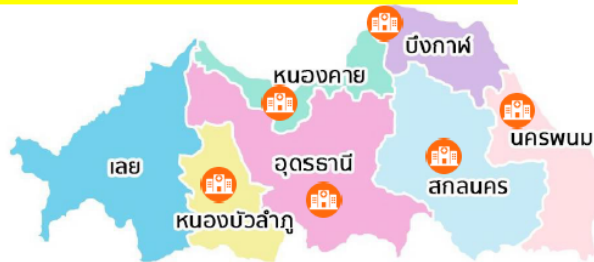 บึงกาฬ
หนองคาย
นครพนม
เลย
อุดรธานี
สกลนคร
หนองบัวลำภู